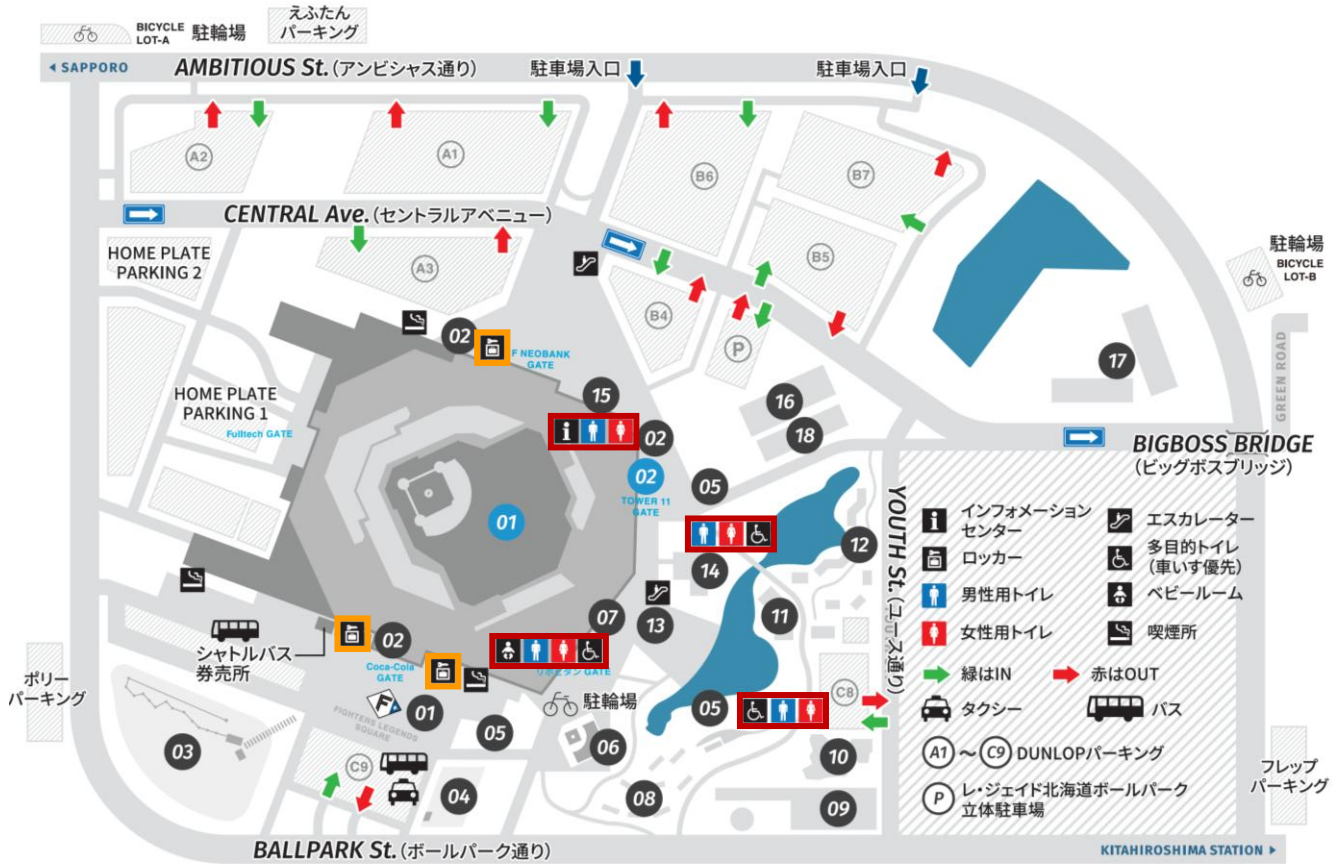 BICYCLE
LOT-A
駐輪場
えふたん
パーキング
◀ SAPPORO
AMBITIOUS St. (アンビシャス通り)
駐車場入口
駐車場入口
A2
A1
B6
B7
CENTRAL Ave. (セントラルアベニュー)
HOME PLATE
PARKING 2
A3
B5
B4
P
駐輪場
BICYCLE
LOT-B
GREEN ROAD
02
F NEOBANK
GATE
17
HOME PLATE
PARKING 1
Fulltech GATE
15
16
18
02
02
TOWER 11
GATE
05
BIGBOSS BRIDGE
(ビッグボスブリッジ)
01
YOUTH St. (ユース通り)
12
14
11
07
13
シャトルバス
券売所
02
Coca-Cola
GATE
リポビタン GATE
駐輪場
ポリー
パーキング
01
FIGHTERS LEGENDS
SQUARE
05
06
05
C8
03
C9
04
08
10
09
インフォメーション
センター
エスカレーター
ロッカー
多目的トイレ
(車いす優先)
男性用トイレ
ベビールーム
女性用トイレ
喫煙所
緑はIN
赤はOUT
タクシー
バス
A1 ～ C9 DUNLOPパーキング
P レ・ジェイド北海道ボールパーク
立体駐車場
フレップ
パーキング
BALLPARK St. (ボールパーク通り)
KITAHIROSHIMA STATION ▶